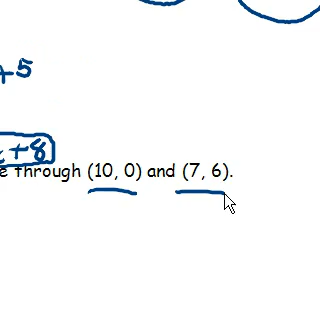 +5
+8
through (10, 0) and (7, 6).